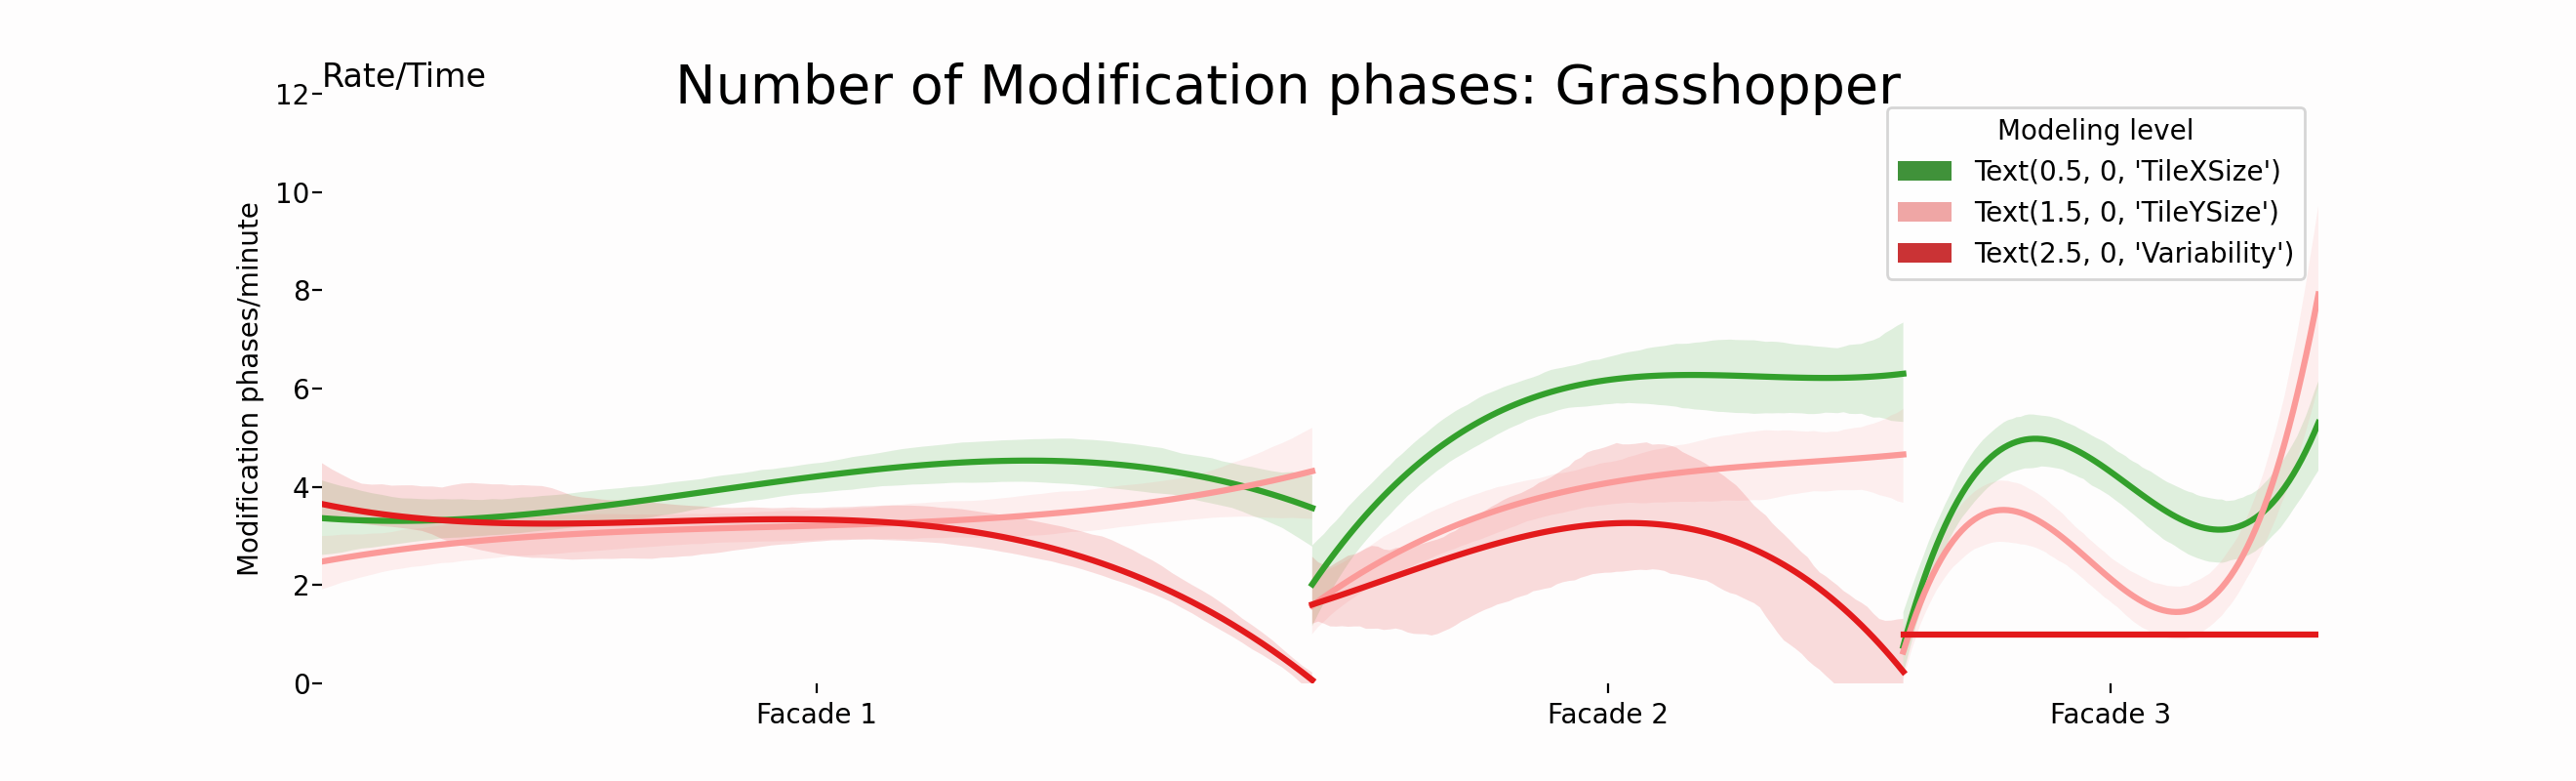 Rate/Time
Number of Modification phases: Grasshopper
Modification phases/minute
12
10
8
6
4
2
0
Modeling level
Text(0.5, 0, 'TileXSize')
Text(1.5, 0, 'TileYSize')
Text(2.5, 0, 'Variability')
Facade 1
Facade 2
Facade 3